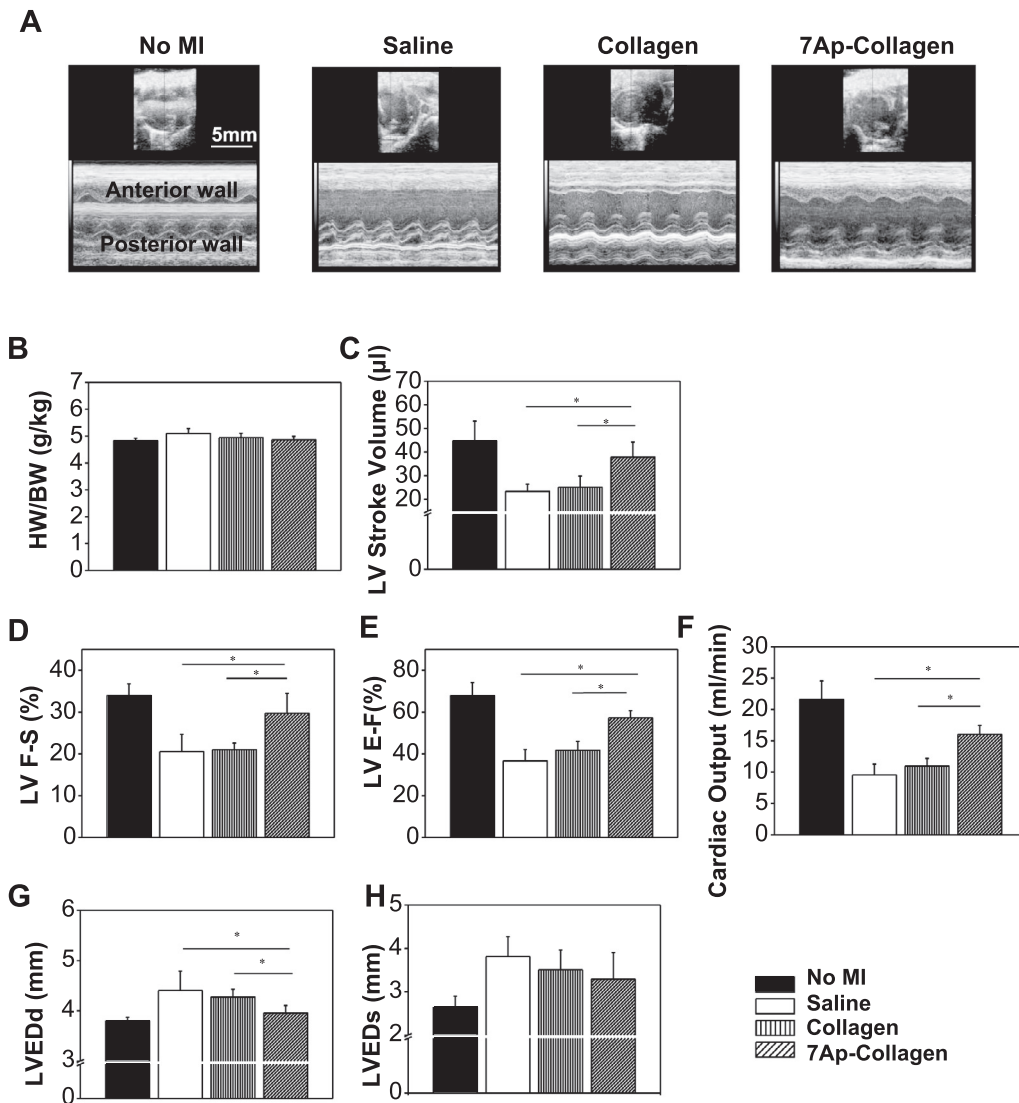 A
No MI
Saline
Collagen
7Ap-Collagen
5mm
Anterior wall
Posterior wall
B
HW/BW (g/kg)
7
6
5
4
3
2
1
0
C
LV Stroke Volume (µl)
70
60
50
40
30
20
0
*
*
D
LV F-S (%)
40
30
20
10
0
*
*
E
LV E-F(%)
80
60
40
20
0
*
*
F
Cardiac Output (ml/min)
30
25
20
15
10
5
0
*
*
G
LVEDd (mm)
6
5
4
3
0
*
*
H
LVEDs (mm)
5
4
3
2
0
No MI
Saline
Collagen
7Ap-Collagen